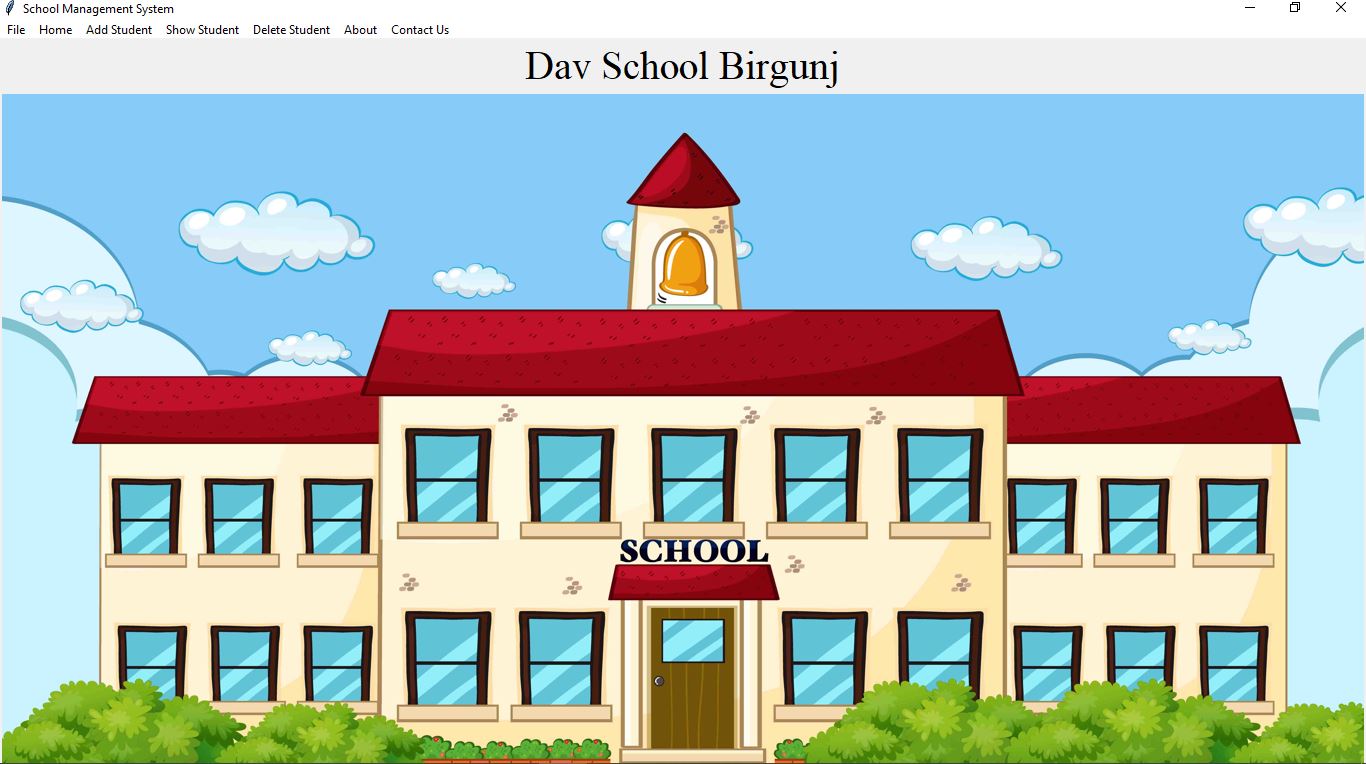 School Management System
File Home Add Student Show Student Delete Student About Contact Us
Dav School Birgunj
SCHOOL